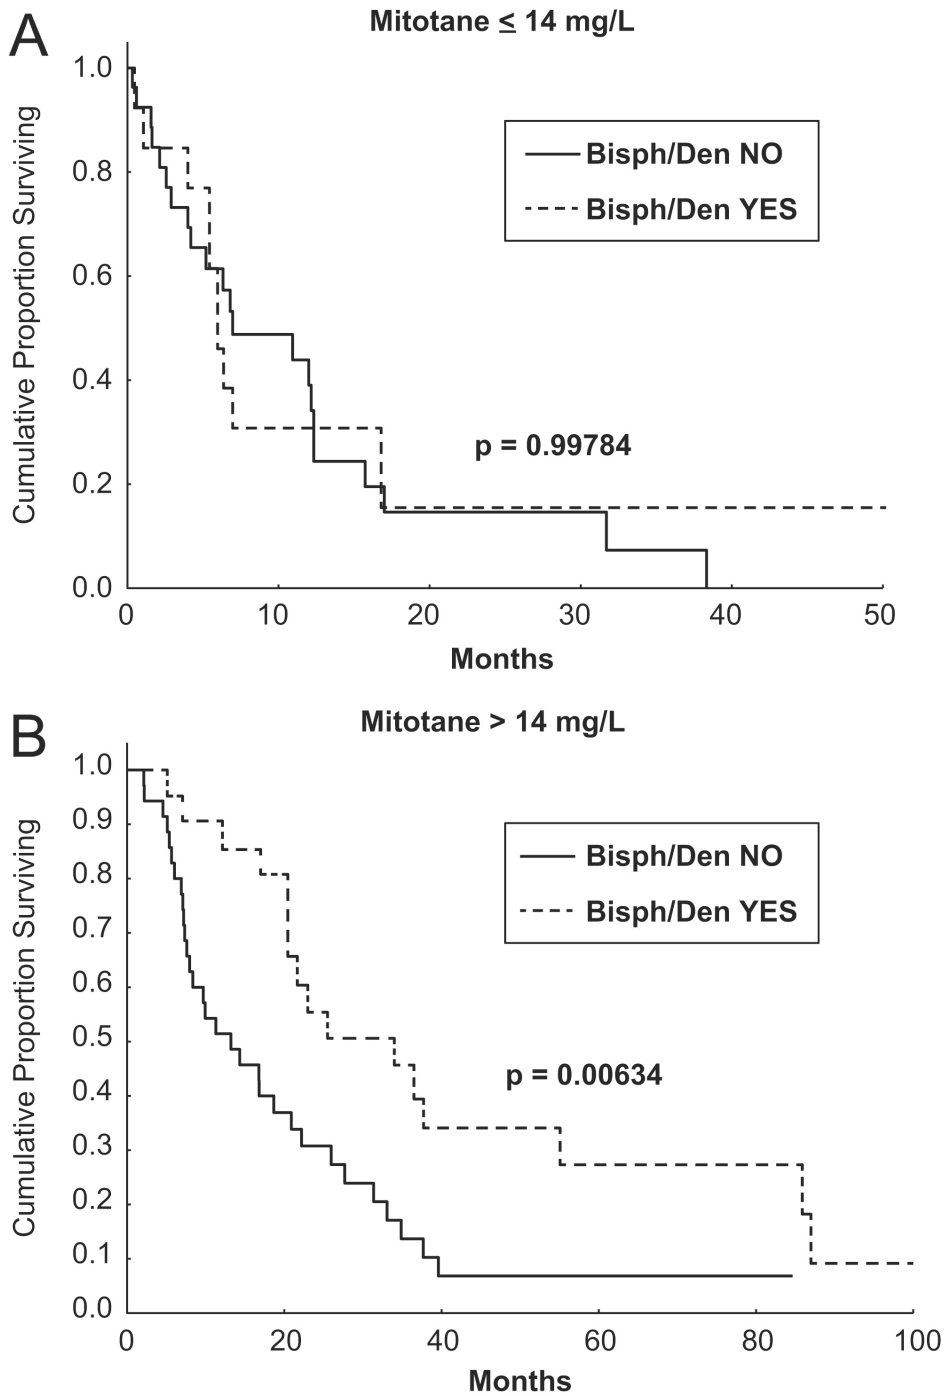 A
Mitotane ≤ 14 mg/L
Cumulative Proportion Surviving
1.0
0.8
0.6
0.4
0.2
0.0
Bisph/Den NO
Bisph/Den YES
p = 0.99784
0 10 20 30 40 50
Months
B
Mitotane > 14 mg/L
Cumulative Proportion Surviving
1.0
0.9
0.8
0.7
0.6
0.5
0.4
0.3
0.2
0.1
0.0
Bisph/Den NO
Bisph/Den YES
p = 0.00634
0 20 40 60 80 100
Months